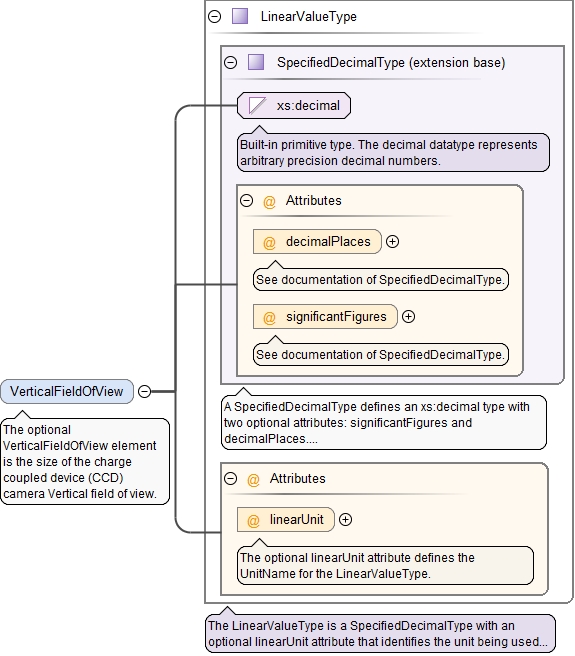 LinearValueType
SpecifiedDecimalType (extension base)
xs:decimal
Built-in primitive type. The decimal datatype represents
arbitrary precision decimal numbers.
@ Attributes
@ decimalPlaces
See documentation of SpecifiedDecimalType.
@ significantFigures
See documentation of SpecifiedDecimalType.
VerticalFieldOfView
The optional
VerticalFieldOfView element
is the size of the charge
coupled device (CCD)
camera Vertical field of view.
A SpecifiedDecimalType defines an xs:decimal type with
two optional attributes: significantFigures and
decimalPlaces....
@ Attributes
@ linearUnit
The optional linearUnit attribute defines the
UnitName for the LinearValueType.
The LinearValueType is a SpecifiedDecimalType with an
optional linearUnit attribute that identifies the unit being used...